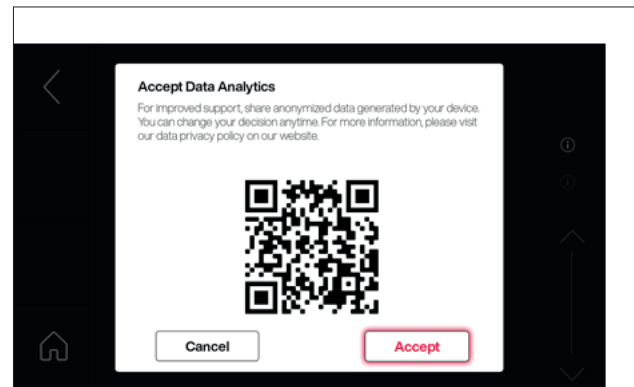 Accept Data Analytics
For improved support, share anonymized data generated by your device.
You can change your decision anytime. For more information, please visit
our data privacy policy on our website.
Cancel
Accept